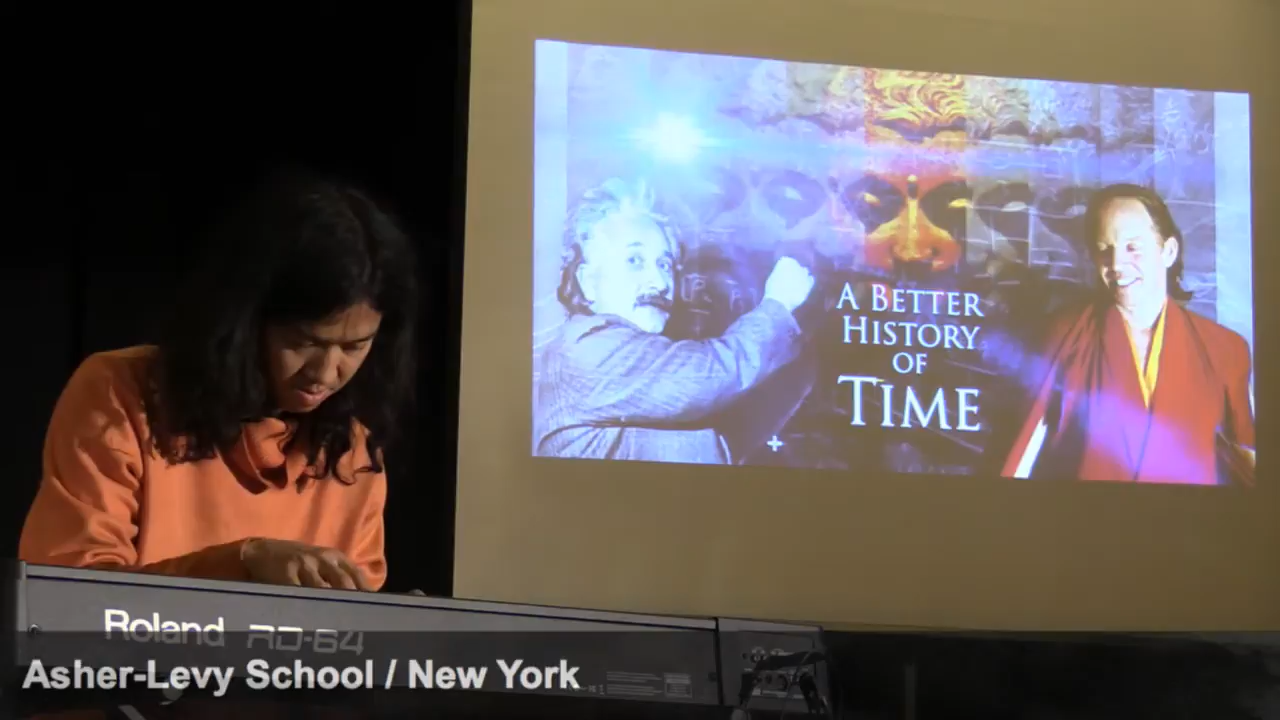 A BETTER
HISTORY
OF
TIME
Roland RD-64
Asher-Levy School / New York